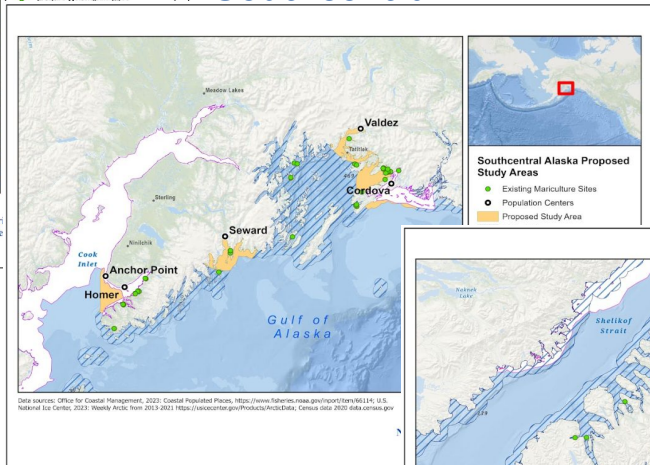 Meadow Lakes
Valdez
Tatitlek
Cordova
Sterling
Seward
Ninilchik
Cook
Inlet
Anchor Point
Homer
Gulf of
Alaska
Data sources: Office for Coastal Management, 2023: Coastal Populated Places, https://www.fisheries.noaa.gov/inport/item/66114; U.S.
National Ice Center, 2023: Weekly Arctic from 2013-2021 https://usicecenter.gov/Products/ArcticData; Census data 2020 data.census.gov
Southcentral Alaska Proposed
Study Areas
Existing Mariculture Sites
Population Centers
Proposed Study Area
Naknek
Lake
Shelikof
Strait